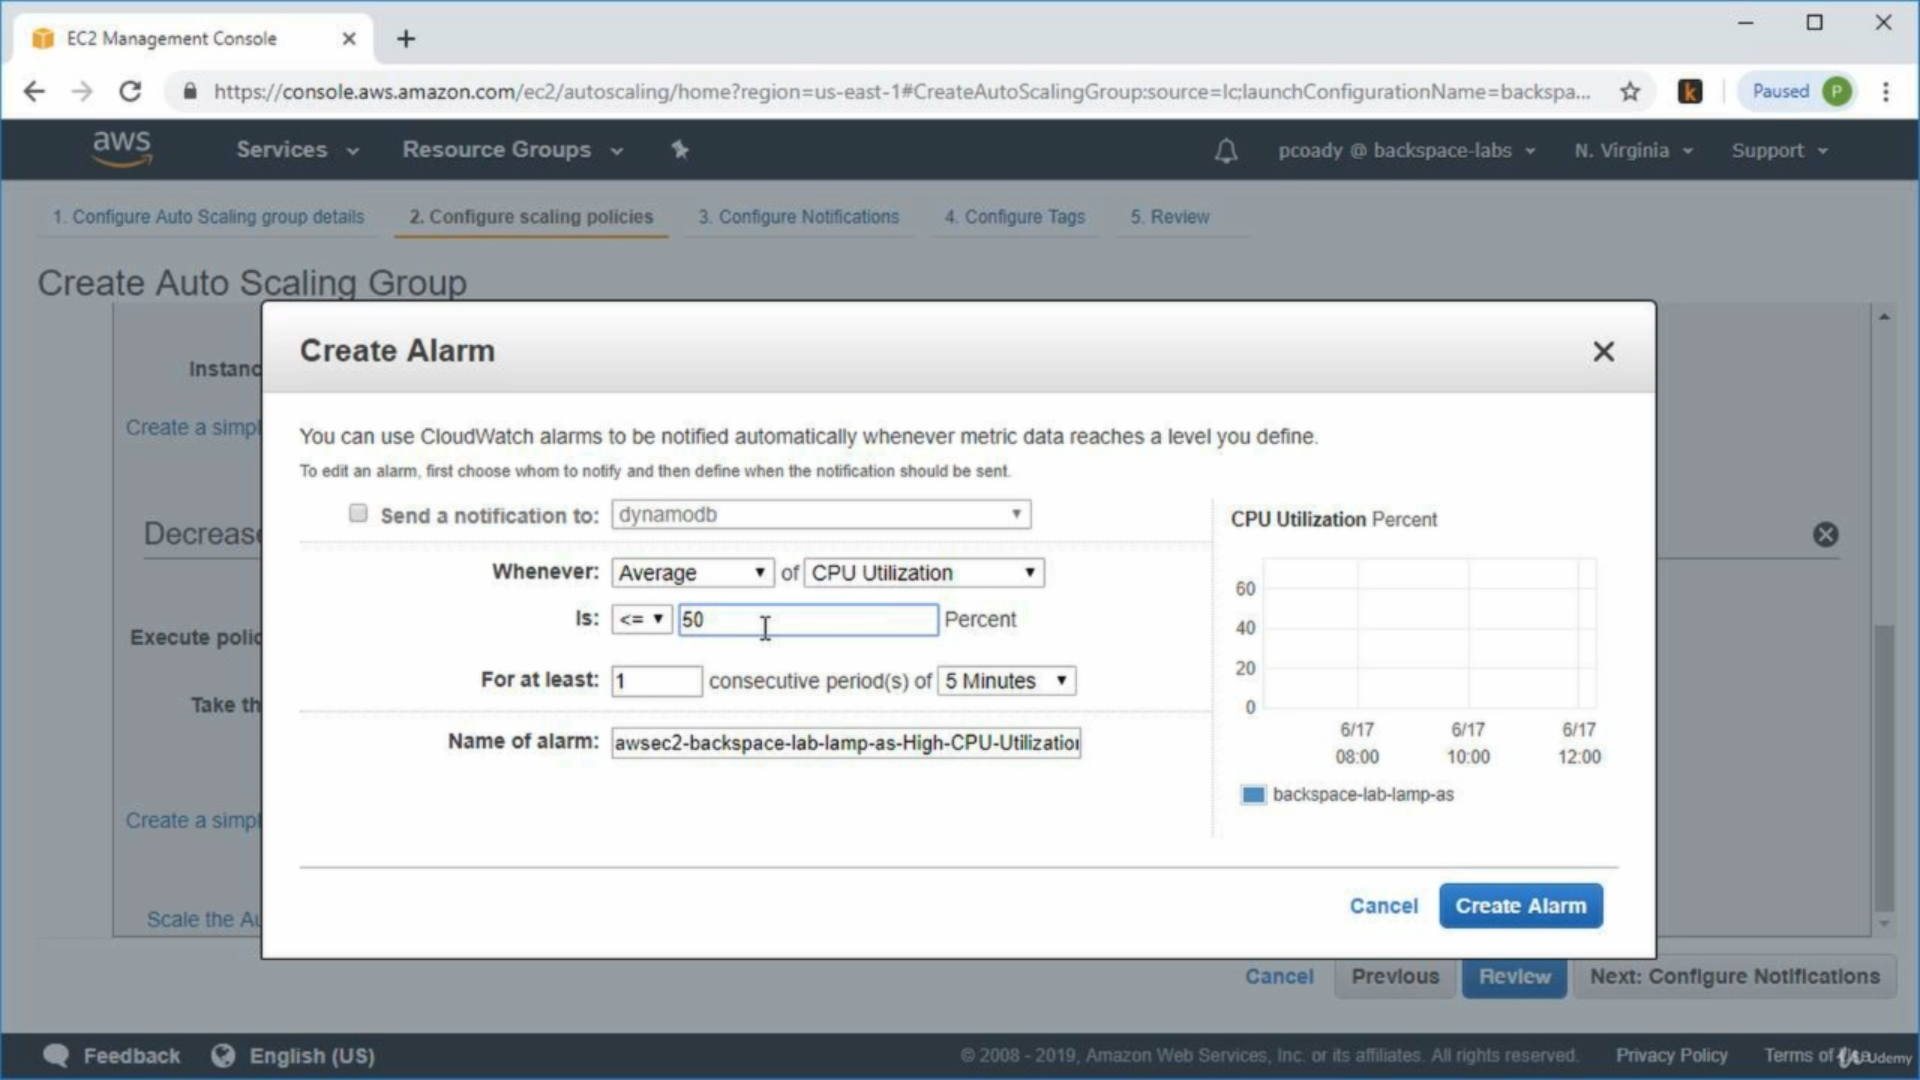 EC2 Management Console
https://console.aws.amazon.com/ec2/autoscaling/home?region=us-east-1#CreateAutoScalingGroup:source=lc;launchConfigurationName=backspa...
k
Paused P
aws Services Resource Groups pcoady @ backspace-labs N. Virginia Support
1. Configure Auto Scaling group details 2. Configure scaling policies 3. Configure Notifications 4. Configure Tags 5. Review
Create Auto Scaling Group
Create Alarm
Instanc
Create a simpl
You can use CloudWatch alarms to be notified automatically whenever metric data reaches a level you define.
To edit an alarm, first choose whom to notify and then define when the notification should be sent.
Send a notification to: dynamodb
CPU Utilization Percent
Decrease
Whenever: Average of CPU Utilization
Is: <= 50 Percent
60
40
20
0
Execute polic
For at least: 1 consecutive period(s) of 5 Minutes
Take th
6/17 6/17 6/17
08:00 10:00 12:00
Name of alarm: awsec2-backspace-lab-lamp-as-High-CPU-Utilization
backspace-lab-lamp-as
Create a simpl
Cancel Create Alarm
Scale the Au
Cancel Previous Review Next: Configure Notifications
Feedback English (US) © 2008 - 2019, Amazon Web Services, Inc. or its affiliates. All rights reserved. Privacy Policy Terms of Use
Udemy